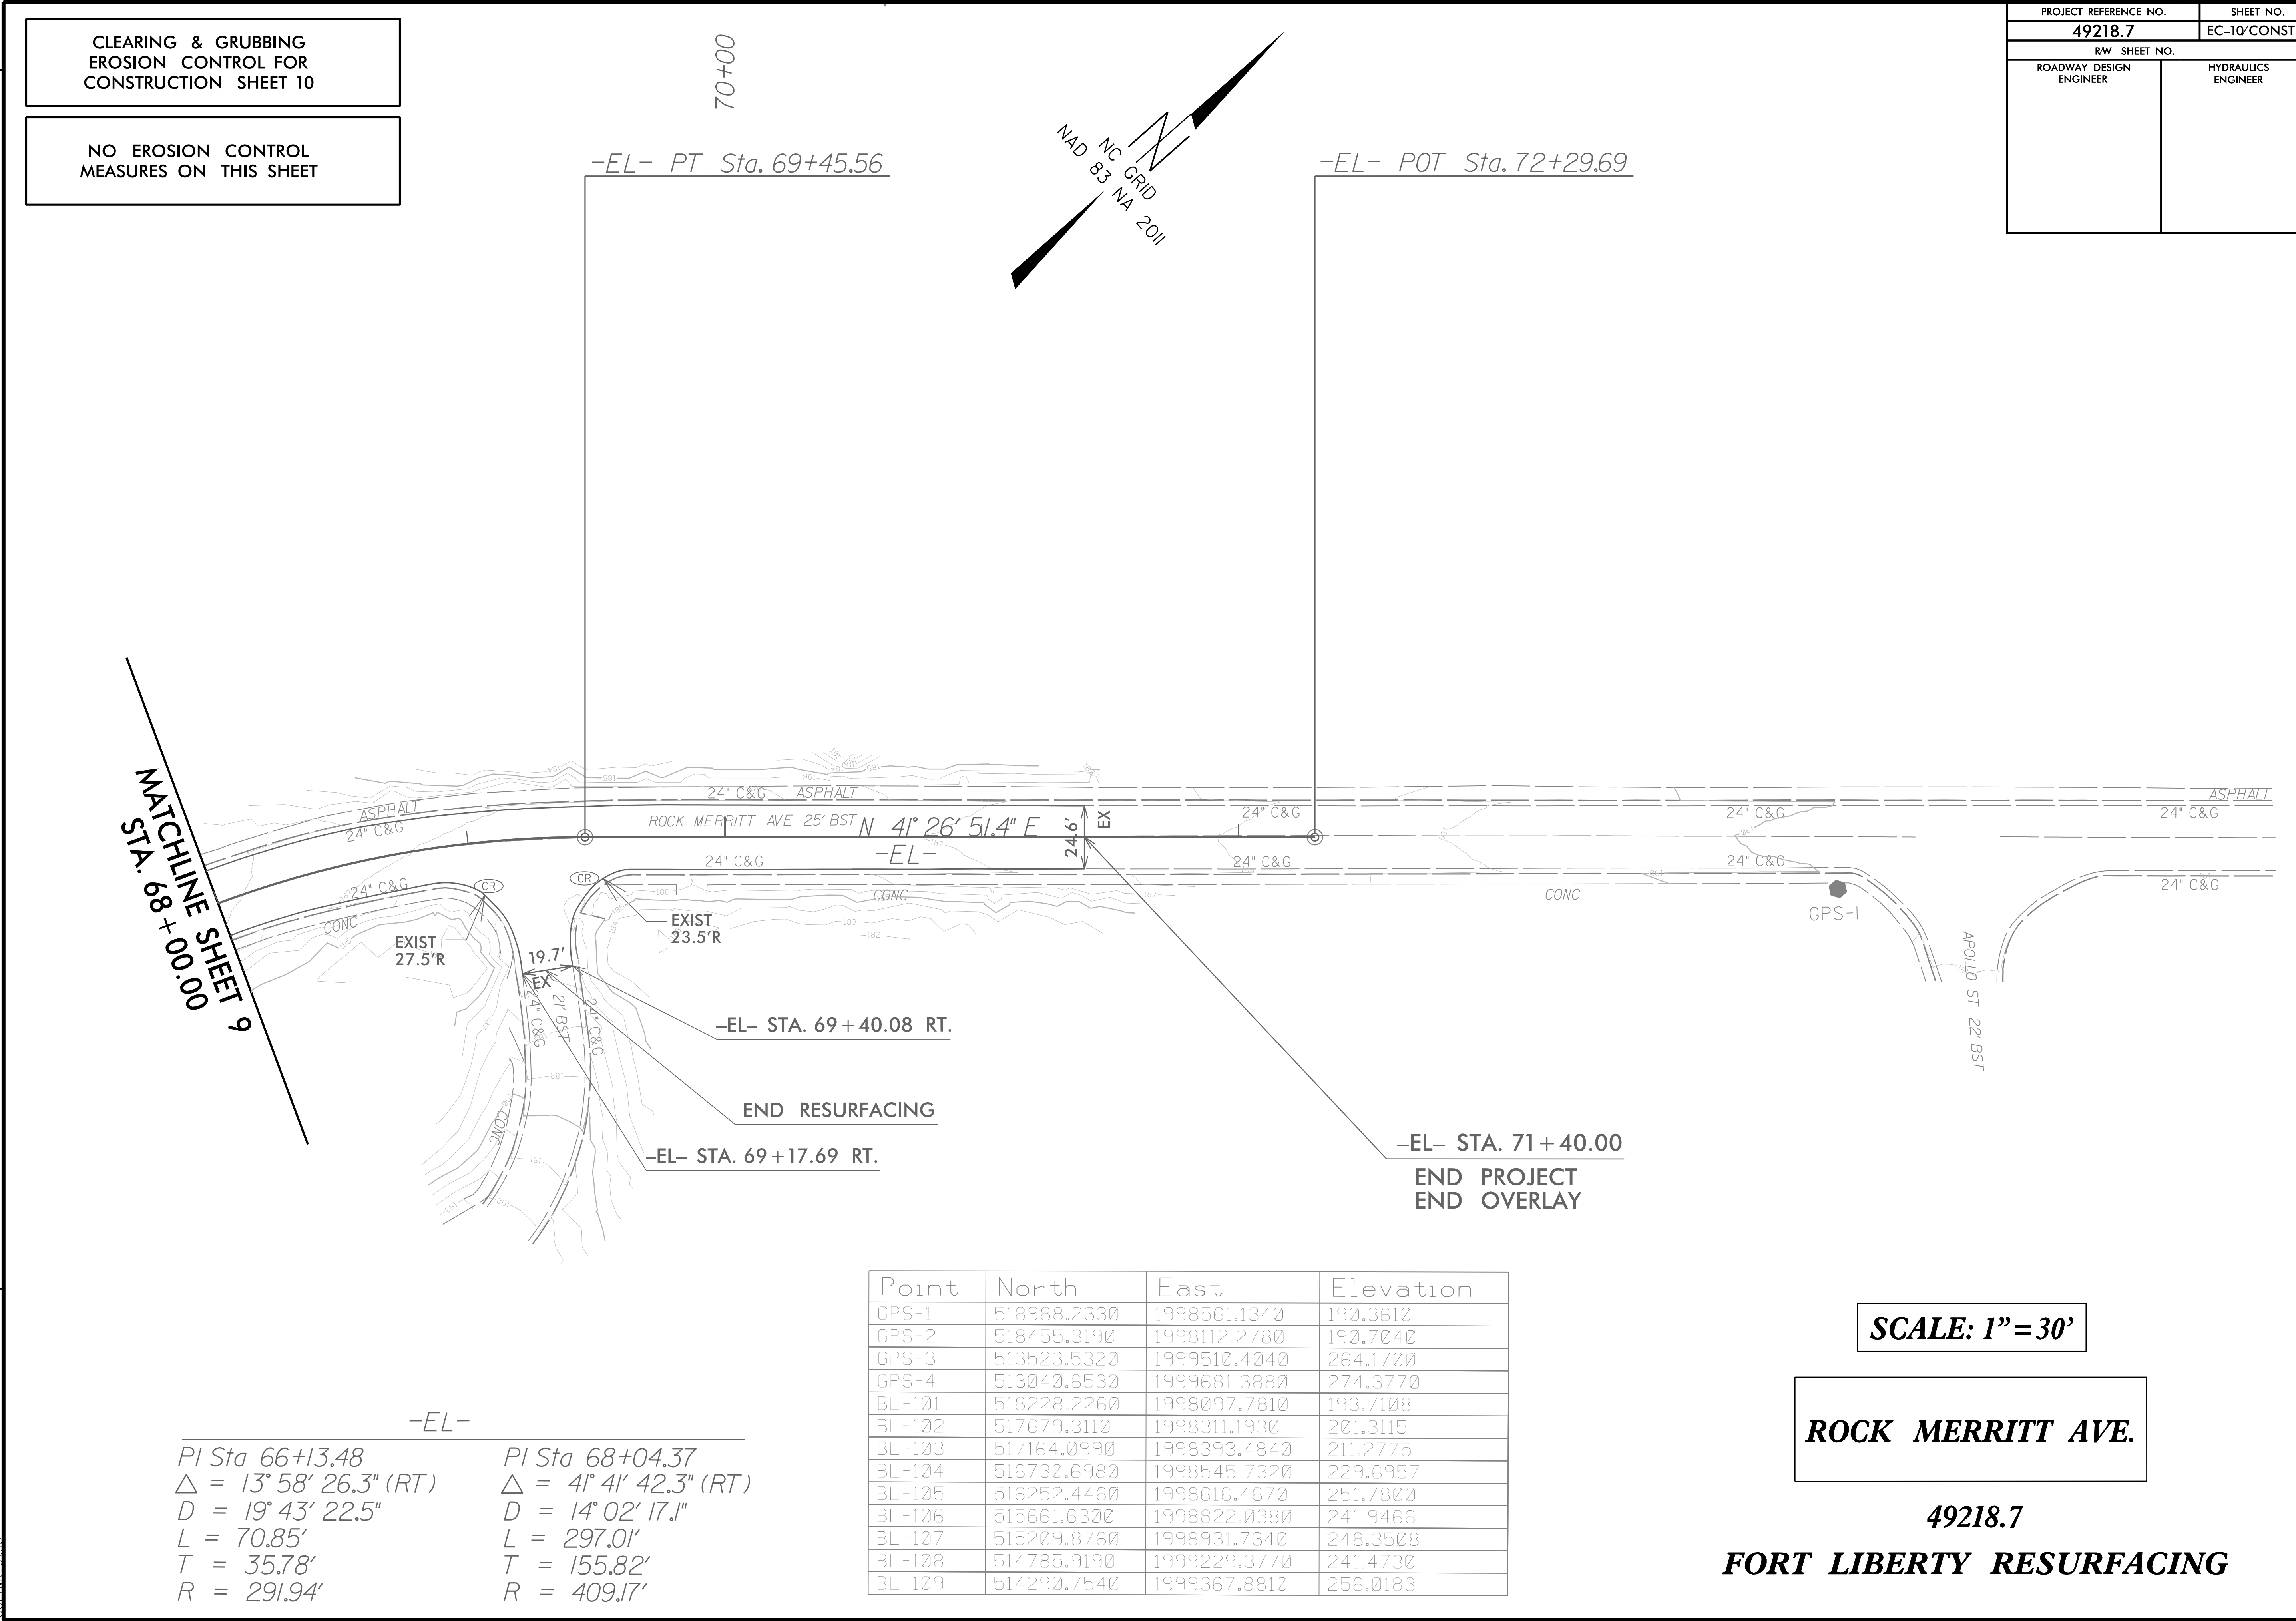 CLEARING & GRUBBING
EROSION CONTROL FOR
CONSTRUCTION SHEET 10
NO EROSION CONTROL
MEASURES ON THIS SHEET
70+00
PROJECT REFERENCE NO.
SHEET NO.
49218.7
EC-10/CONST
R/W SHEET NO.
ROADWAY DESIGN
ENGINEER
HYDRAULICS
ENGINEER
-EL- PT Sta. 69+45.56
-EL- POT Sta. 72+29.69
N
NC GRID
NAD 83 NA 2011
MATCHLINE SHEET 9
STA. 68+00.00
ASPHALT
24" C&G
24" C&G
CONC
24" C&G ASPHALT
ROCK MERRITT AVE 25' BST
N 41° 26' 51.4" E
-EL-
24" C&G
24.6'
EX
24" C&G
24" C&G
24" C&G
24" C&G
ASPHALT
24" C&G
24" C&G
CONC
CONC
184
185
186
187
186
187
183
182
CR
CR
EXIST
27.5'R
EXIST
23.5'R
19.7'
EX
24" C&G
21' BST
24" C&G
CONC
187
189
191
192
193
GPS-1
APOLLO ST 22' BST
-EL- STA. 69+40.08 RT.
END RESURFACING
-EL- STA. 69+17.69 RT.
-EL- STA. 71+40.00
END PROJECT
END OVERLAY
Point North East Elevation
GPS-1 518988.2330 1998561.1340 190.3610
GPS-2 518455.3190 1998112.2780 190.7040
GPS-3 513523.5320 1999510.4040 264.1700
GPS-4 513040.6530 1999681.3880 274.3770
BL-101 518228.2260 1998097.7810 193.7108
BL-102 517679.3110 1998311.1930 201.3115
BL-103 517164.0990 1998393.4840 211.2775
BL-104 516730.6980 1998545.7320 229.6957
BL-105 516252.4460 1998616.4670 251.7800
BL-106 515661.6300 1998822.0380 241.9466
BL-107 515209.8760 1998931.7340 248.3508
BL-108 514785.9190 1999229.3770 241.4730
BL-109 514290.7540 1999367.8810 256.0183
-EL-
PI Sta 66+13.48
△ = 13° 58' 26.3" (RT)
D = 19° 43' 22.5"
L = 70.85'
T = 35.78'
R = 291.94'
PI Sta 68+04.37
△ = 41° 41' 42.3" (RT)
D = 14° 02' 17.1"
L = 297.01'
T = 155.82'
R = 409.17'
SCALE: 1"=30'
ROCK MERRITT AVE.
49218.7
FORT LIBERTY RESURFACING